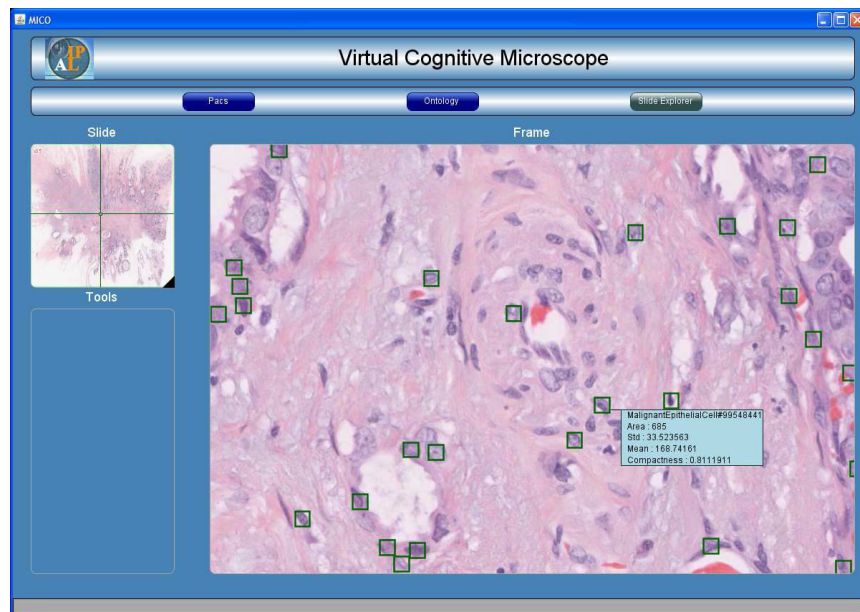 MICO
IPAL
Virtual Cognitive Microscope
Pacs
Ontology
Slide Explorer
Slide
Frame
Tools
MalignantEpithelialCell#99548441
Area : 685
Std : 33.523563
Mean : 168.74161
Compactness : 0.8111911